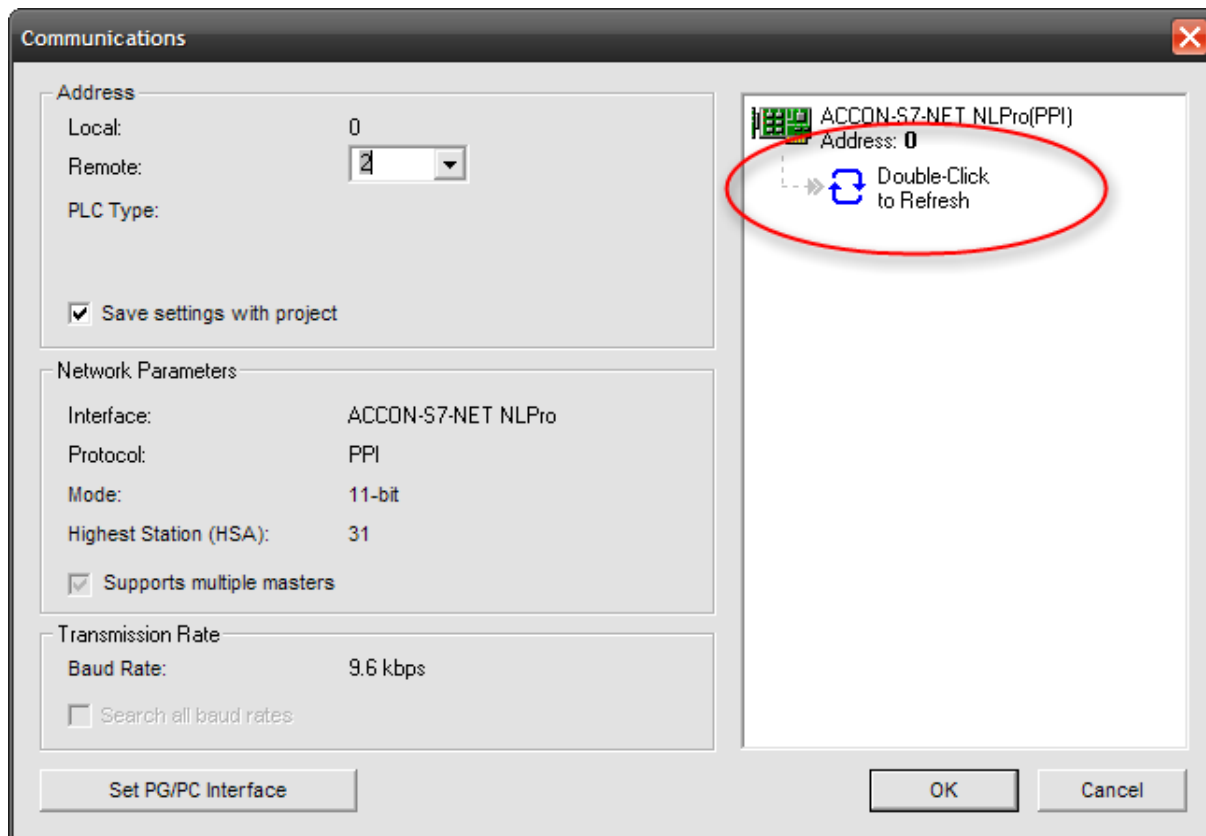 Communications
Address
Local: 0
Remote: 2
PLC Type:
Save settings with project
Network Parameters
Interface: ACCON-S7-NET NLPro
Protocol: PPI
Mode: 11-bit
Highest Station (HSA): 31
Supports multiple masters
Transmission Rate
Baud Rate: 9.6 kbps
Search all baud rates
Set PG/PC Interface
ACCON-S7-NET NLPro(PPI)
Address: 0
Double-Click
to Refresh
OK
Cancel